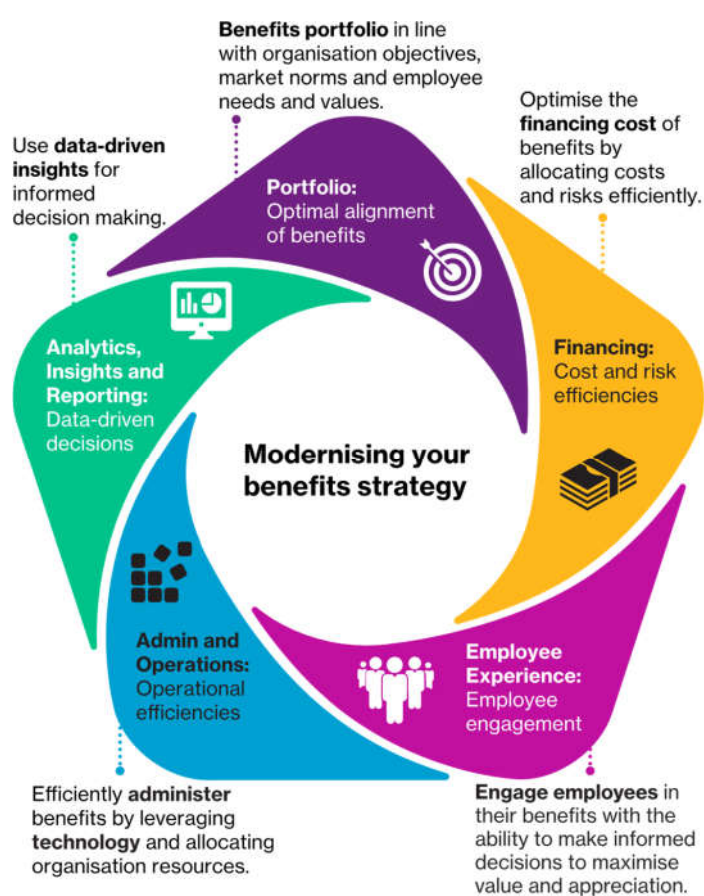 Benefits portfolio in line
with organisation objectives,
market norms and employee
needs and values.
Optimise the
financing cost of
benefits by
allocating costs
and risks efficiently.
Use data-driven
insights for
informed
decision making.
Portfolio:
Optimal alignment
of benefits
Financing:
Cost and risk
efficiencies
Analytics,
Insights and
Reporting:
Data-driven
decisions
Modernising your
benefits strategy
Admin and
Operations:
Operational
efficiencies
Employee
Experience:
Employee
engagement
Efficiently administer
benefits by leveraging
technology and allocating
organisation resources.
Engage employees in
their benefits with the
ability to make informed
decisions to maximise
value and appreciation.